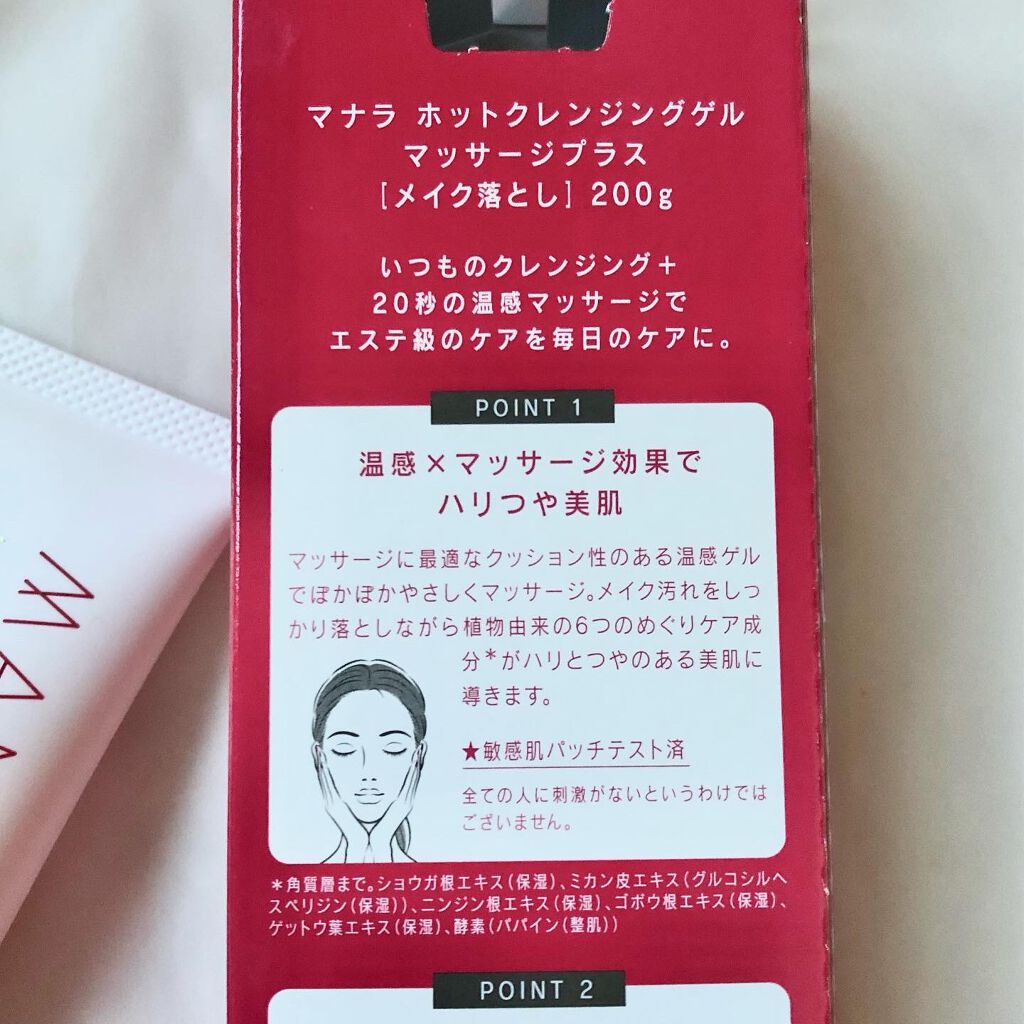 マナラ ホットクレンジングゲル
マッサージプラス
[メイク落とし] 200g
いつものクレンジング＋
20秒の温感マッサージで
エステ級のケアを毎日のケアに。
POINT 1
温感×マッサージ効果で
ハリつや美肌
マッサージに最適なクッション性のある温感ゲル
でぽかぽかやさしくマッサージ。メイク汚れをしっ
かり落としながら植物由来の6つのめぐりケア成
分*がハリとつやのある美肌に
導きます。
★敏感肌パッチテスト済
全ての人に刺激がないというわけでは
ございません。
*角質層まで。ショウガ根エキス(保湿)、ミカン皮エキス(グルコシルヘ
スペリジン(保湿))、ニンジン根エキス(保湿)、ゴボウ根エキス(保湿)、
ゲットウ葉エキス(保湿)、酵素(パパイン(整肌))
POINT 2